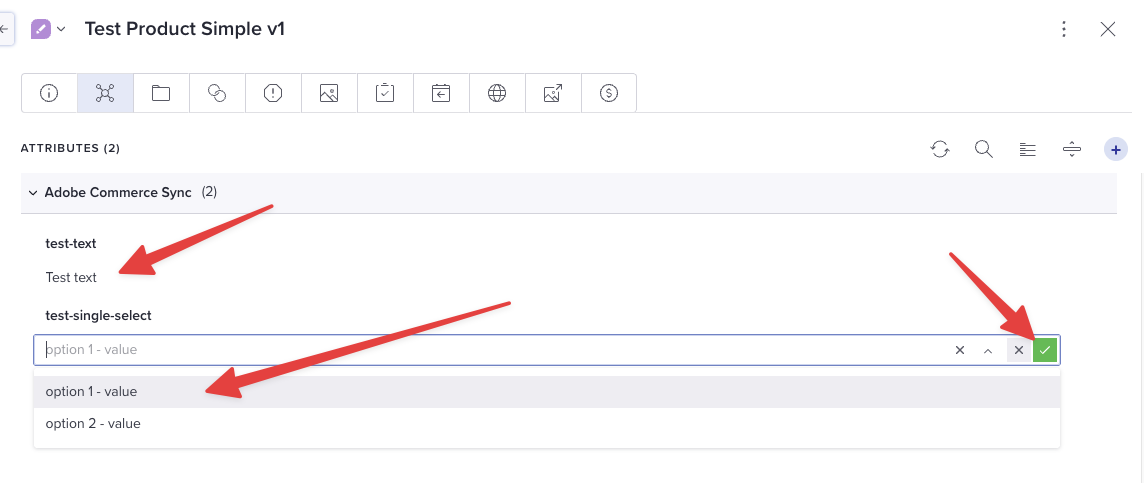 Test Product Simple v1
ATTRIBUTES (2)
Adobe Commerce Sync (2)
test-text
Test text
test-single-select
option 1 - value
option 1 - value
option 2 - value